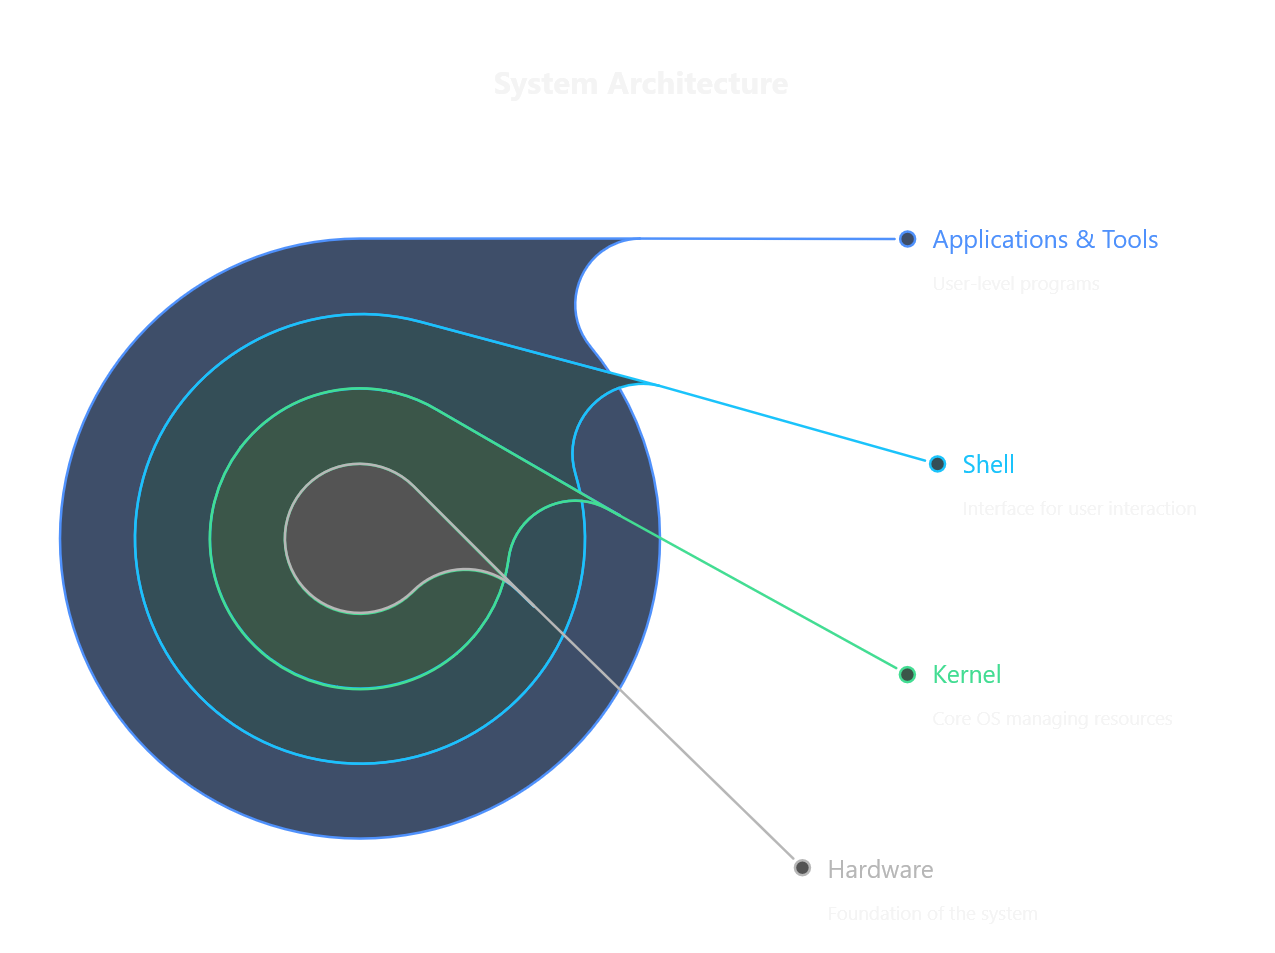 System Architecture
Applications & Tools
User-level programs
Shell
Interface for user interaction
Kernel
Core OS managing resources
Hardware
Foundation of the system